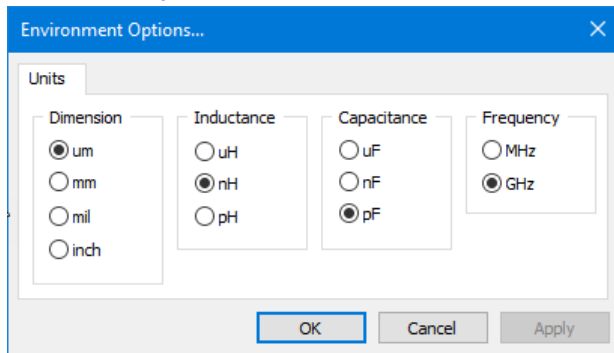 Environment Options...
Units
Dimension Inductance Capacitance Frequency
um uH uF MHz
mm nH nF GHz
mil pH pF
inch
OK Cancel Apply